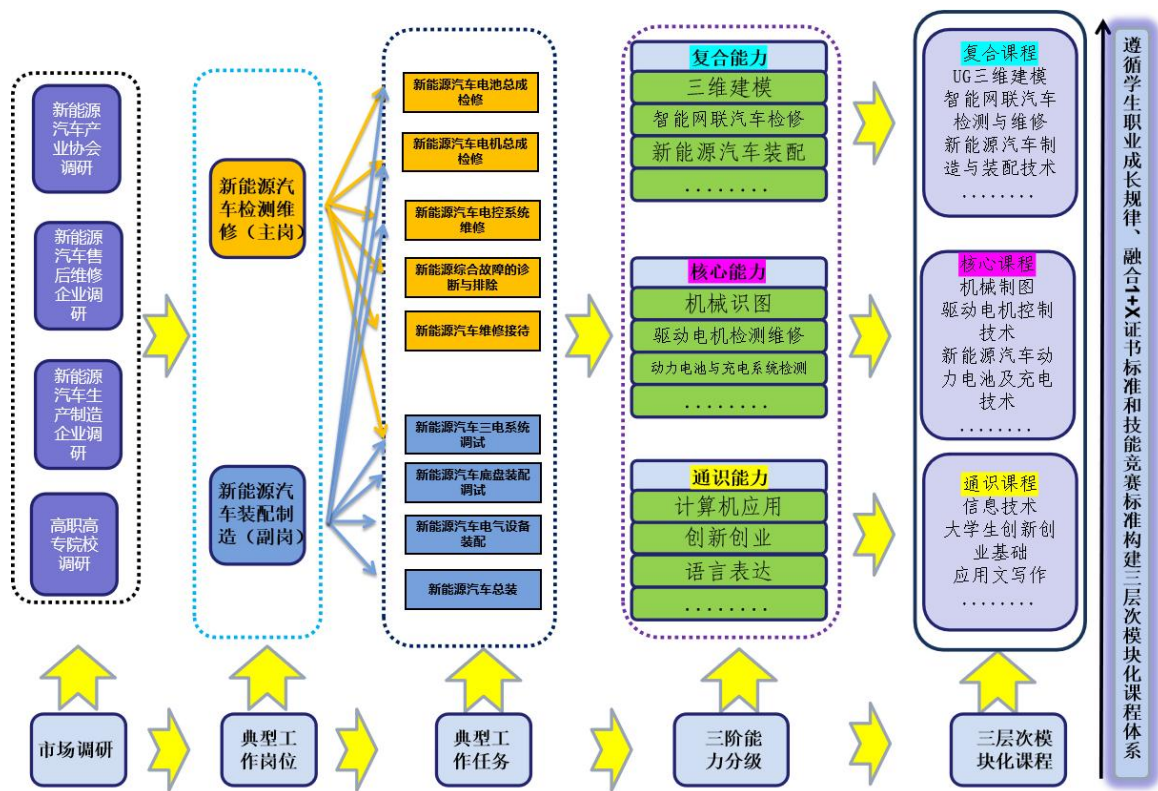 新能源
汽车产
业协会
调研
新能源
汽车售
后维修
企业调
研
新能源
汽车生
产制造
企业调
研
高职高
专院校
调研
新能源汽
车检测维
修（主岗）
新能源汽
车装配制
造（副岗）
新能源汽车电池总成
检修
新能源汽车电机总成
检修
新能源汽车电控系统
维修
新能源综合故障的诊
断与排除
新能源汽车维修接待
新能源汽车三电系统
调试
新能源汽车底盘装配
调试
新能源汽车电气设备
装配
新能源汽车总装
复合能力
三维建模
智能网联汽车检修
新能源汽车装配
........
核心能力
机械识图
驱动电机检测维修
动力电池与充电系统检测
........
通识能力
计算机应用
创新创业
语言表达
........
复合课程
UG三维建模
智能网联汽车
检测与维修
新能源汽车制
造与装配技术
........
核心课程
机械制图
驱动电机控制
技术
新能源汽车动
力电池及充电
技术
........
通识课程
信息技术
大学生创新创
业基础
应用文写作
........
遵循学生职业成长规律、融合1+X证书标准和技能竞赛标准构建三层次模块化课程体系
市场调研
典型工
作岗位
典型工
作任务
三阶能
力分级
三层次模
块化课程